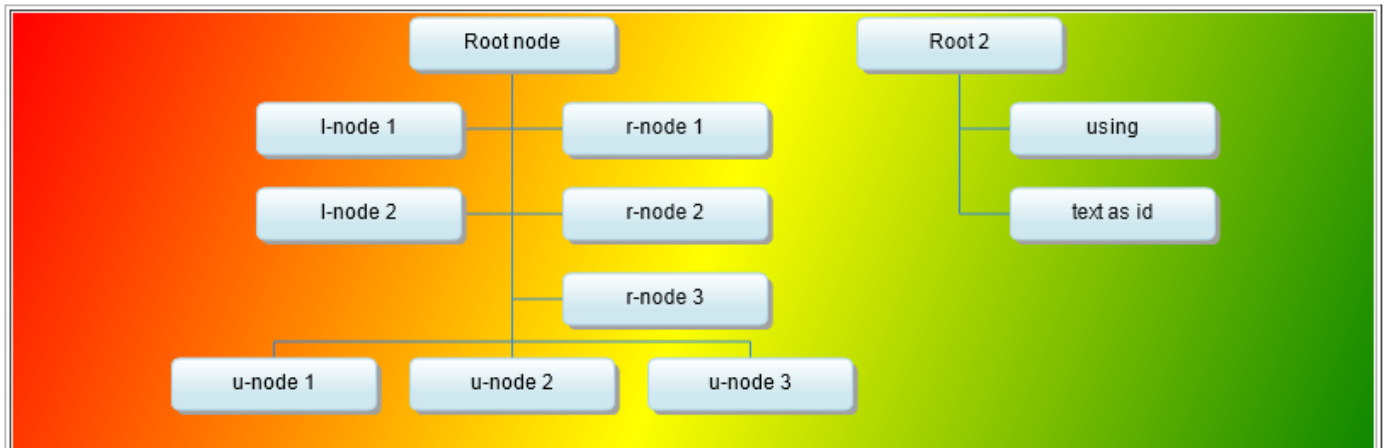 Root node
Root 2
l-node 1
r-node 1
using
l-node 2
r-node 2
text as id
r-node 3
u-node 1
u-node 2
u-node 3